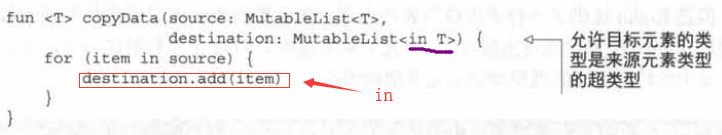 fun <T> copyData(source: MutableList<T>,
destination: MutableList<in T>) {
for (item in source) {
destination.add(item)
}
}
允许目标元素的类
型是来源元素类型
的超类型
in